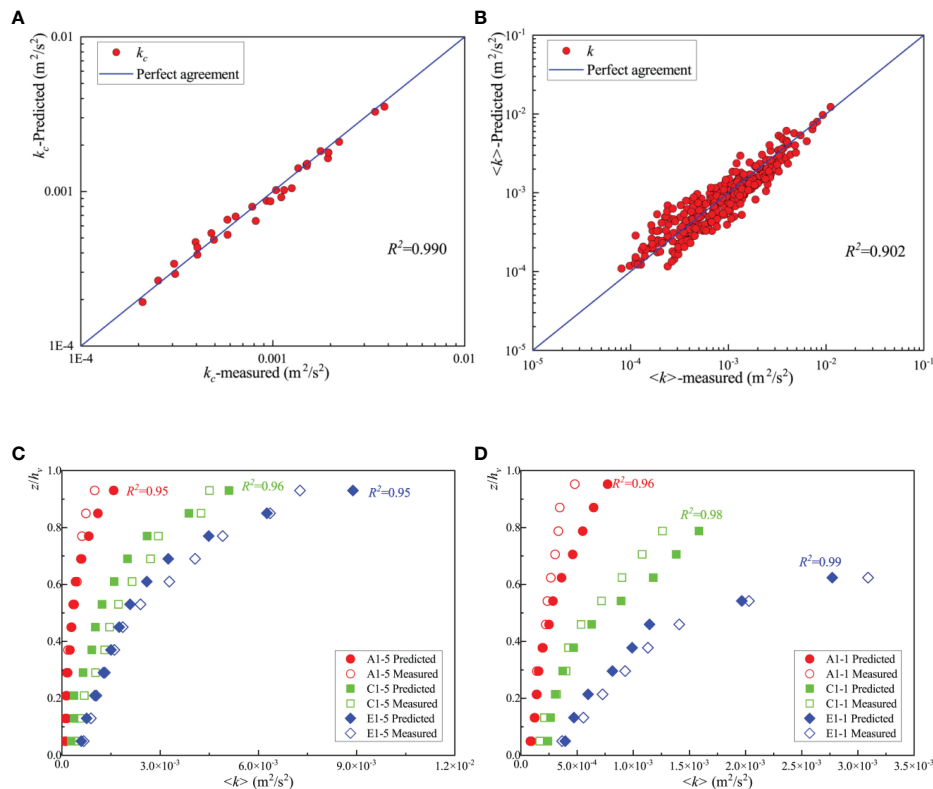 A
0.01
k_c
Perfect agreement
k_c-Predicted (m²/s²)
0.001
R²=0.990
1E-4
1E-4
0.001
0.01
k_c-measured (m²/s²)
B
10⁻¹
k
Perfect agreement
<k>-Predicted (m²/s²)
10⁻²
10⁻³
10⁻⁴
10⁻⁵
R²=0.902
10⁻⁵
10⁻⁴
10⁻³
10⁻²
10⁻¹
<k>-measured (m²/s²)
C
z/h_v
1.0
0.8
0.6
0.4
0.2
0.0
R²=0.95
R²=0.96
R²=0.95
A1-5 Predicted
A1-5 Measured
C1-5 Predicted
C1-5 Measured
E1-5 Predicted
E1-5 Measured
0.0
3.0×10⁻³
6.0×10⁻³
9.0×10⁻³
1.2×10⁻²
<k> (m²/s²)
D
z/h_v
1.0
0.8
0.6
0.4
0.2
0.0
R²=0.96
R²=0.98
R²=0.99
A1-1 Predicted
A1-1 Measured
C1-1 Predicted
C1-1 Measured
E1-1 Predicted
E1-1 Measured
0.0
5.0×10⁻⁴
1.0×10⁻³
1.5×10⁻³
2.0×10⁻³
2.5×10⁻³
3.0×10⁻³
3.5×10⁻³
<k> (m²/s²)